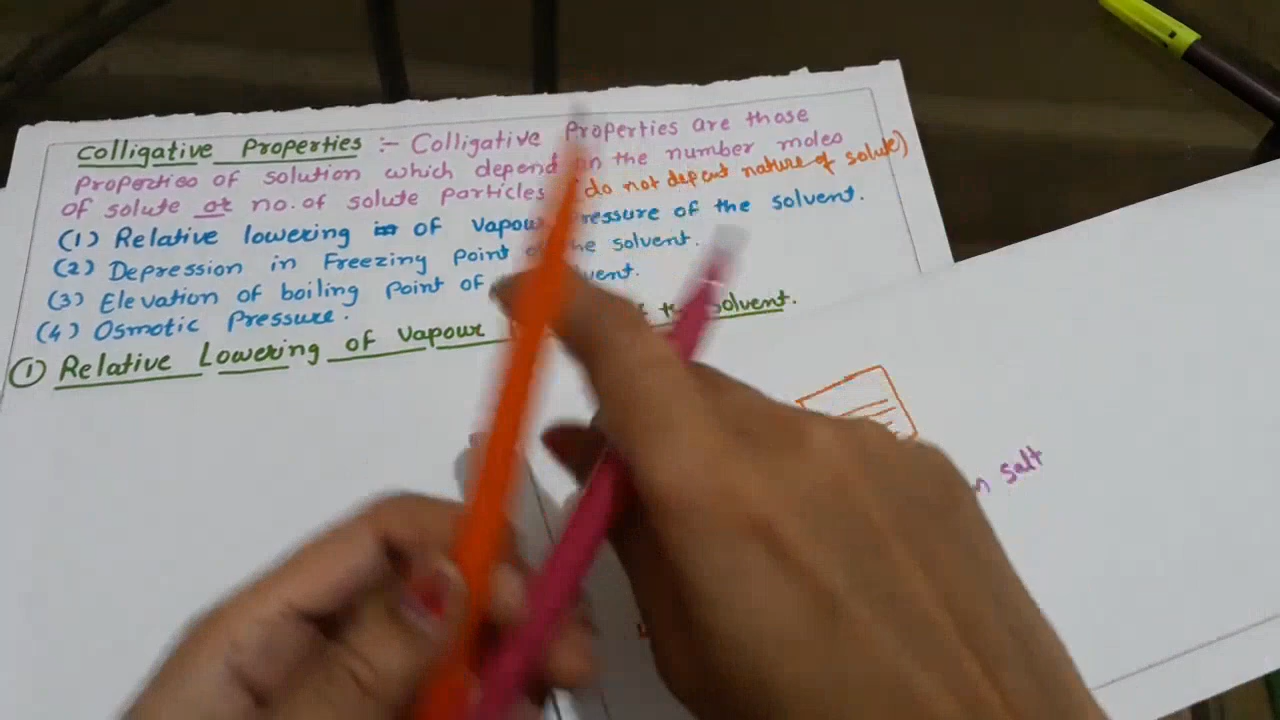 Colligative Properties :- Colligative Properties are those
Properties of solution which depend on the number moles
of solute or no. of solute particles (do not depent nature of solute)
(1) Relative lowering of Vapour Pressure of the solvent.
(2) Depression in Freezing Point of the solvent.
(3) Elevation of boiling Point of solvent.
(4) Osmotic Pressure.
(1) Relative Lowering of Vapour solvent.
salt